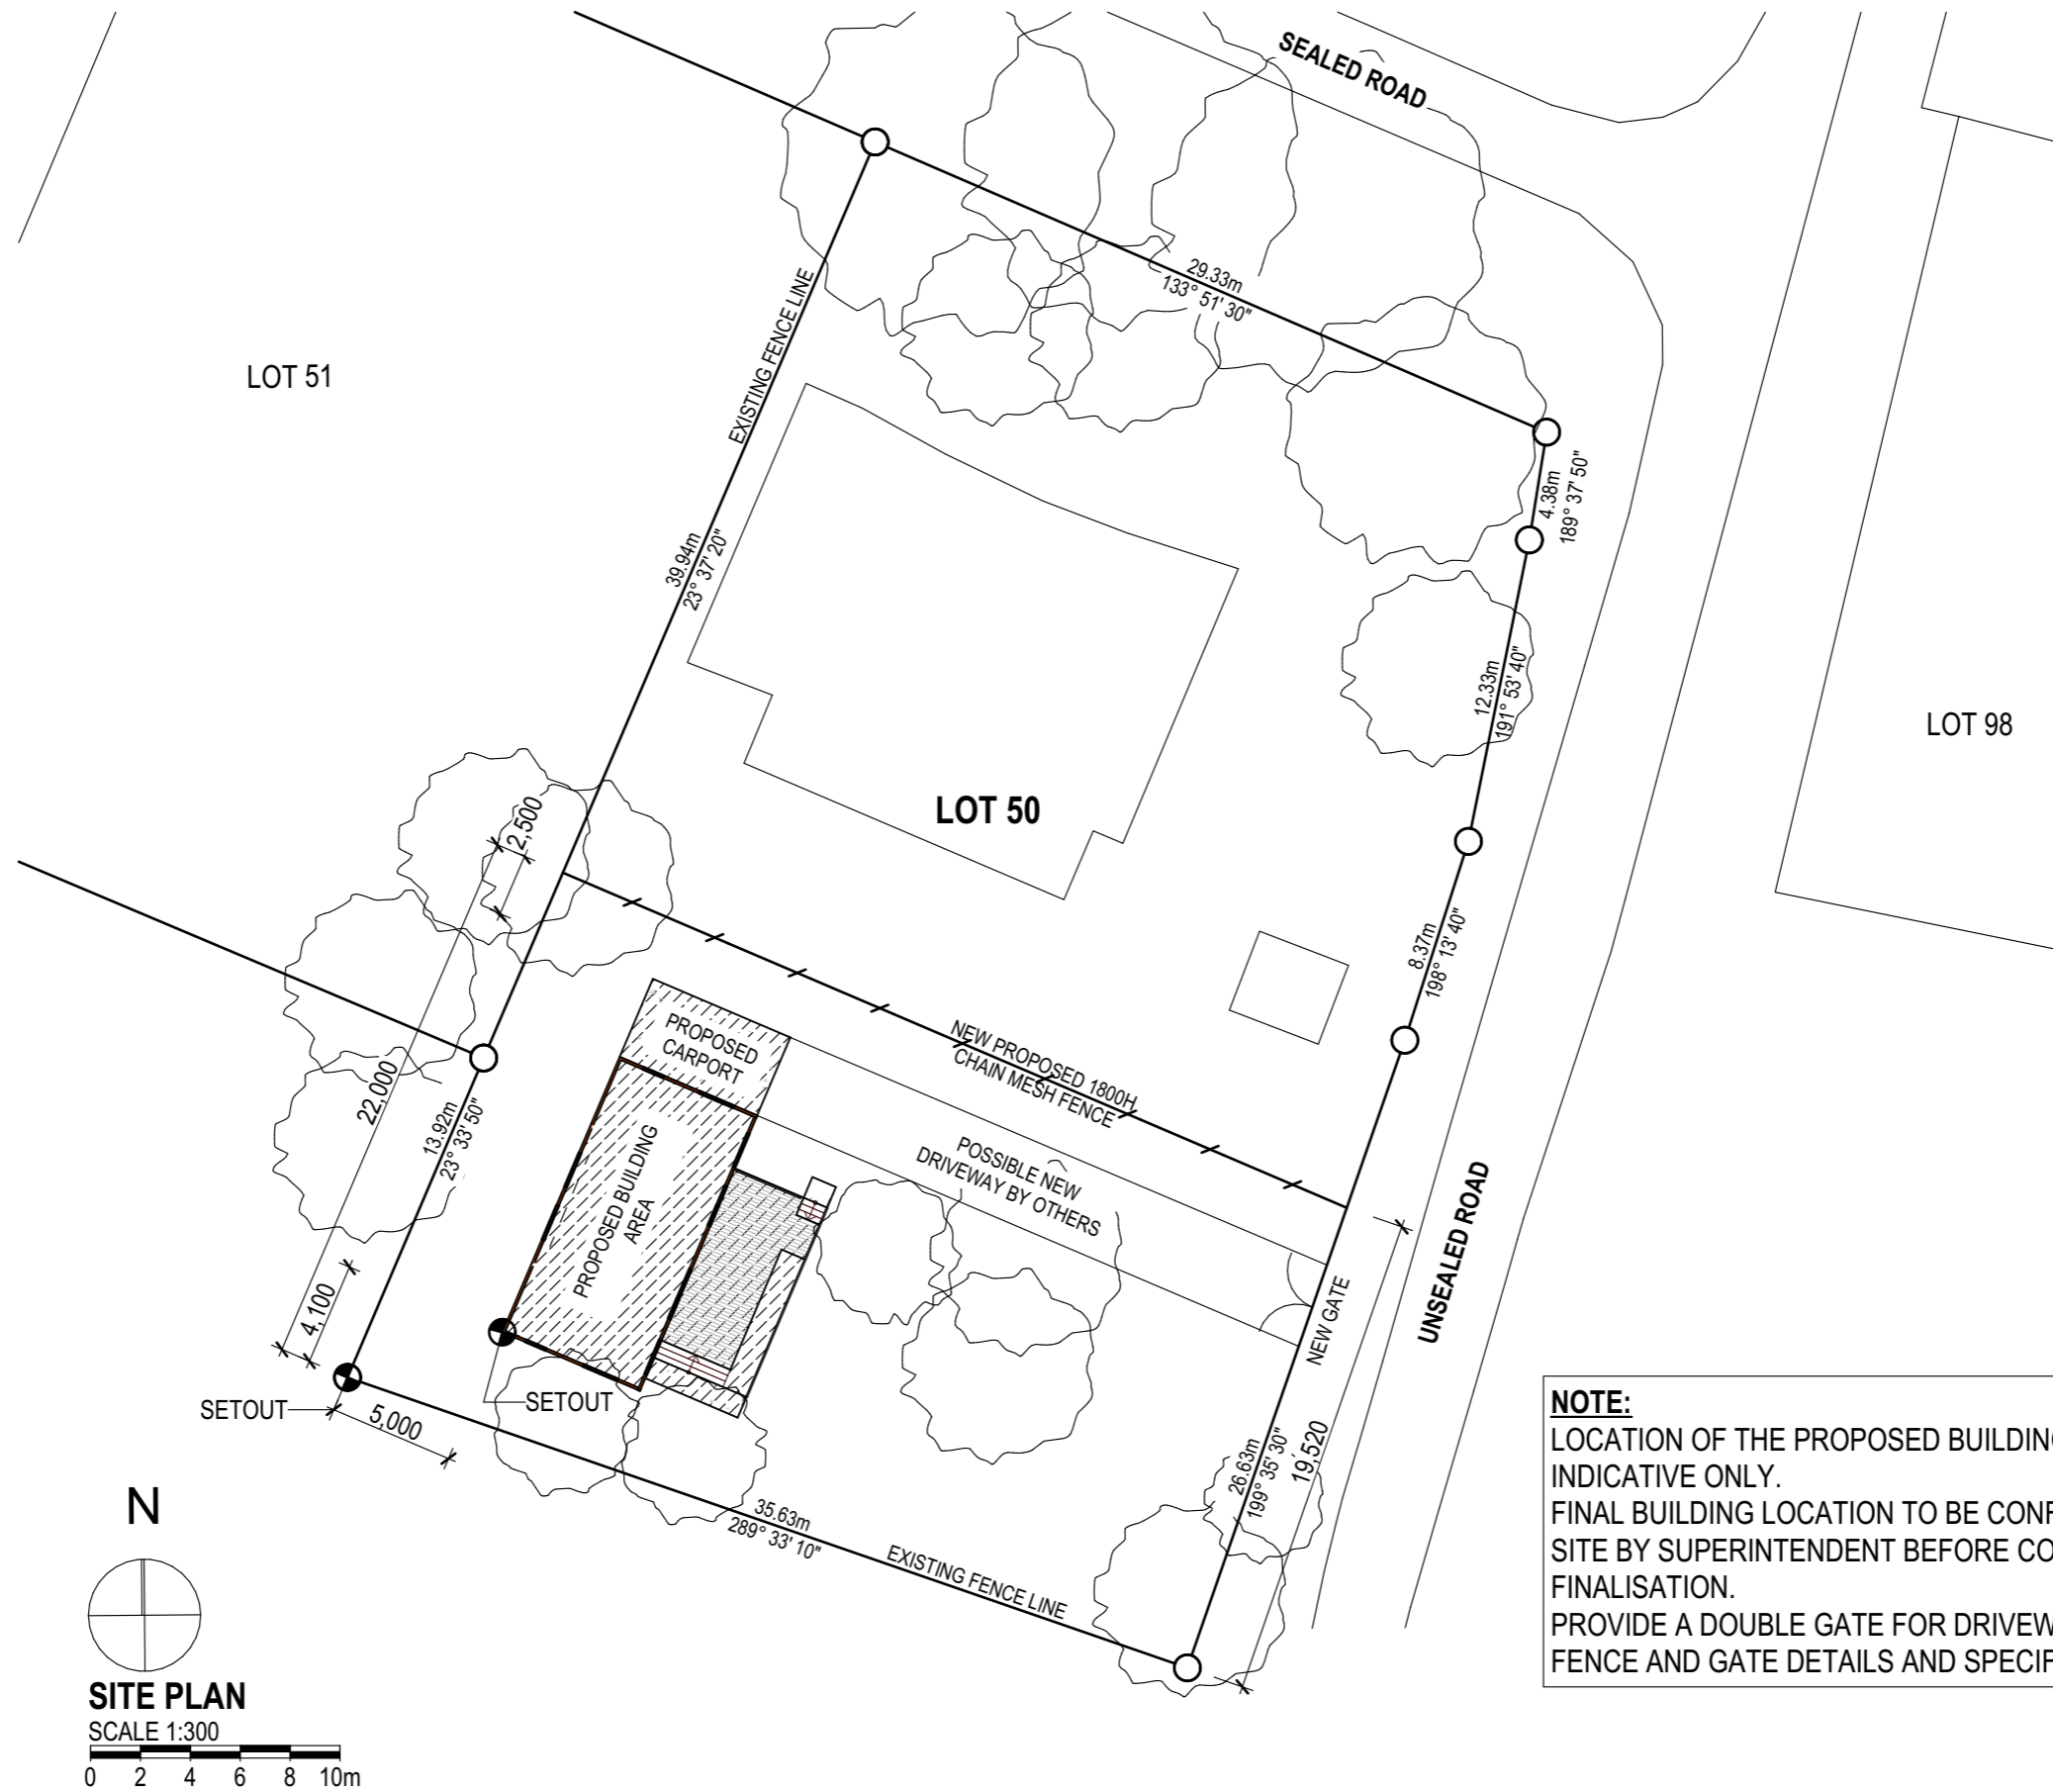 SEALED ROAD
29.33m
133° 51' 30"
EXISTING FENCE LINE
LOT 51
4.38m
189° 37' 50"
39.94m
23° 37' 20"
12.33m
191° 53' 40"
LOT 98
LOT 50
2,500
8.37m
198° 13' 40"
PROPOSED
CARPORT
NEW PROPOSED 1800H
CHAIN MESH FENCE
22,000
13.92m
23° 33' 50"
PROPOSED BUILDING
AREA
POSSIBLE NEW
DRIVEWAY BY OTHERS
UNSEALED ROAD
4,100
NEW GATE
SETOUT
SETOUT
5,000
26.63m
199° 35' 30"
19,520
35.63m
289° 33' 10"
EXISTING FENCE LINE
N
SITE PLAN
SCALE 1:300
0 2 4 6 8 10m
NOTE:
LOCATION OF THE PROPOSED BUILDING
INDICATIVE ONLY.
FINAL BUILDING LOCATION TO BE CONF
SITE BY SUPERINTENDENT BEFORE CO
FINALISATION.
PROVIDE A DOUBLE GATE FOR DRIVEW
FENCE AND GATE DETAILS AND SPECIF